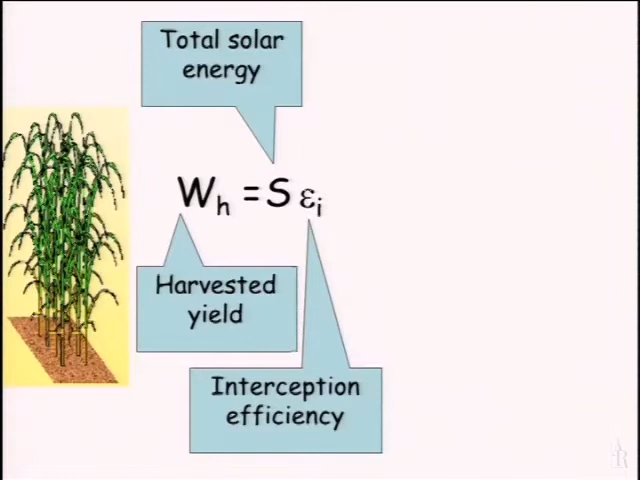 Total solar
energy
Wₕ = S εᵢ
Harvested
yield
Interception
efficiency